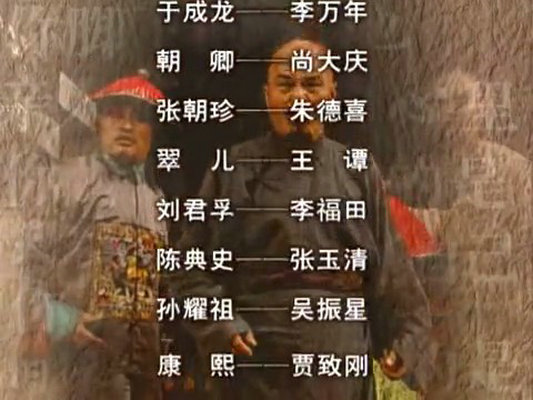 于成龙——李万年
朝 卿——尚大庆
张朝珍——朱德喜
翠 儿——王 谭
刘君孚——李福田
陈典史——张玉清
孙耀祖——吴振星
康 熙——贾致刚